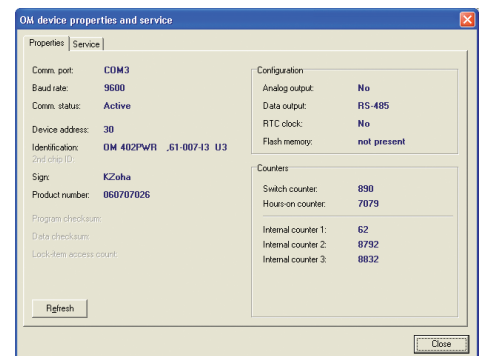 OM device properties and service
Properties Service
Comm. port: COM3
Baud rate: 9600
Comm. status: Active
Device address: 30
Identification: OM 402PWR ,61-007-I3 U3
2nd chip ID:
Sign: KZoha
Product number: 060707026
Program checksum:
Data checksum:
Lock-item access count:
Refresh
Configuration
Analog output: No
Data output: RS-485
RTC clock: No
Flash memory: not present
Counters
Switch counter: 890
Hours-on counter: 7079
Internal counter 1: 62
Internal counter 2: 8792
Internal counter 3: 8832
Close